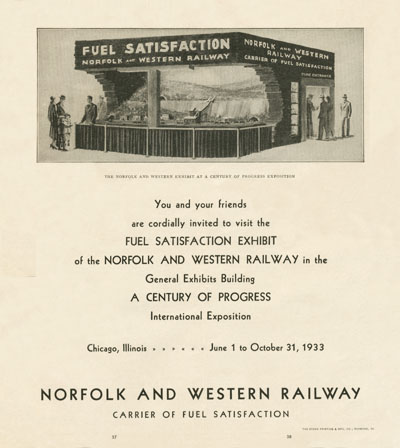 FUEL SATISFACTION
NORFOLK AND WESTERN RAILWAY
NORFOLK AND WESTERN
RAILWAY
CARRIER OF FUEL SATISFACTION
THE NORFOLK AND WESTERN EXHIBIT AT A CENTURY OF PROGRESS EXPOSITION
You and your friends
are cordially invited to visit the
FUEL SATISFACTION EXHIBIT
of the NORFOLK AND WESTERN RAILWAY in the
General Exhibits Building
A CENTURY OF PROGRESS
International Exposition
Chicago, Illinois · · · · · · June 1 to October 31, 1933
NORFOLK AND WESTERN RAILWAY
CARRIER OF FUEL SATISFACTION
37
38